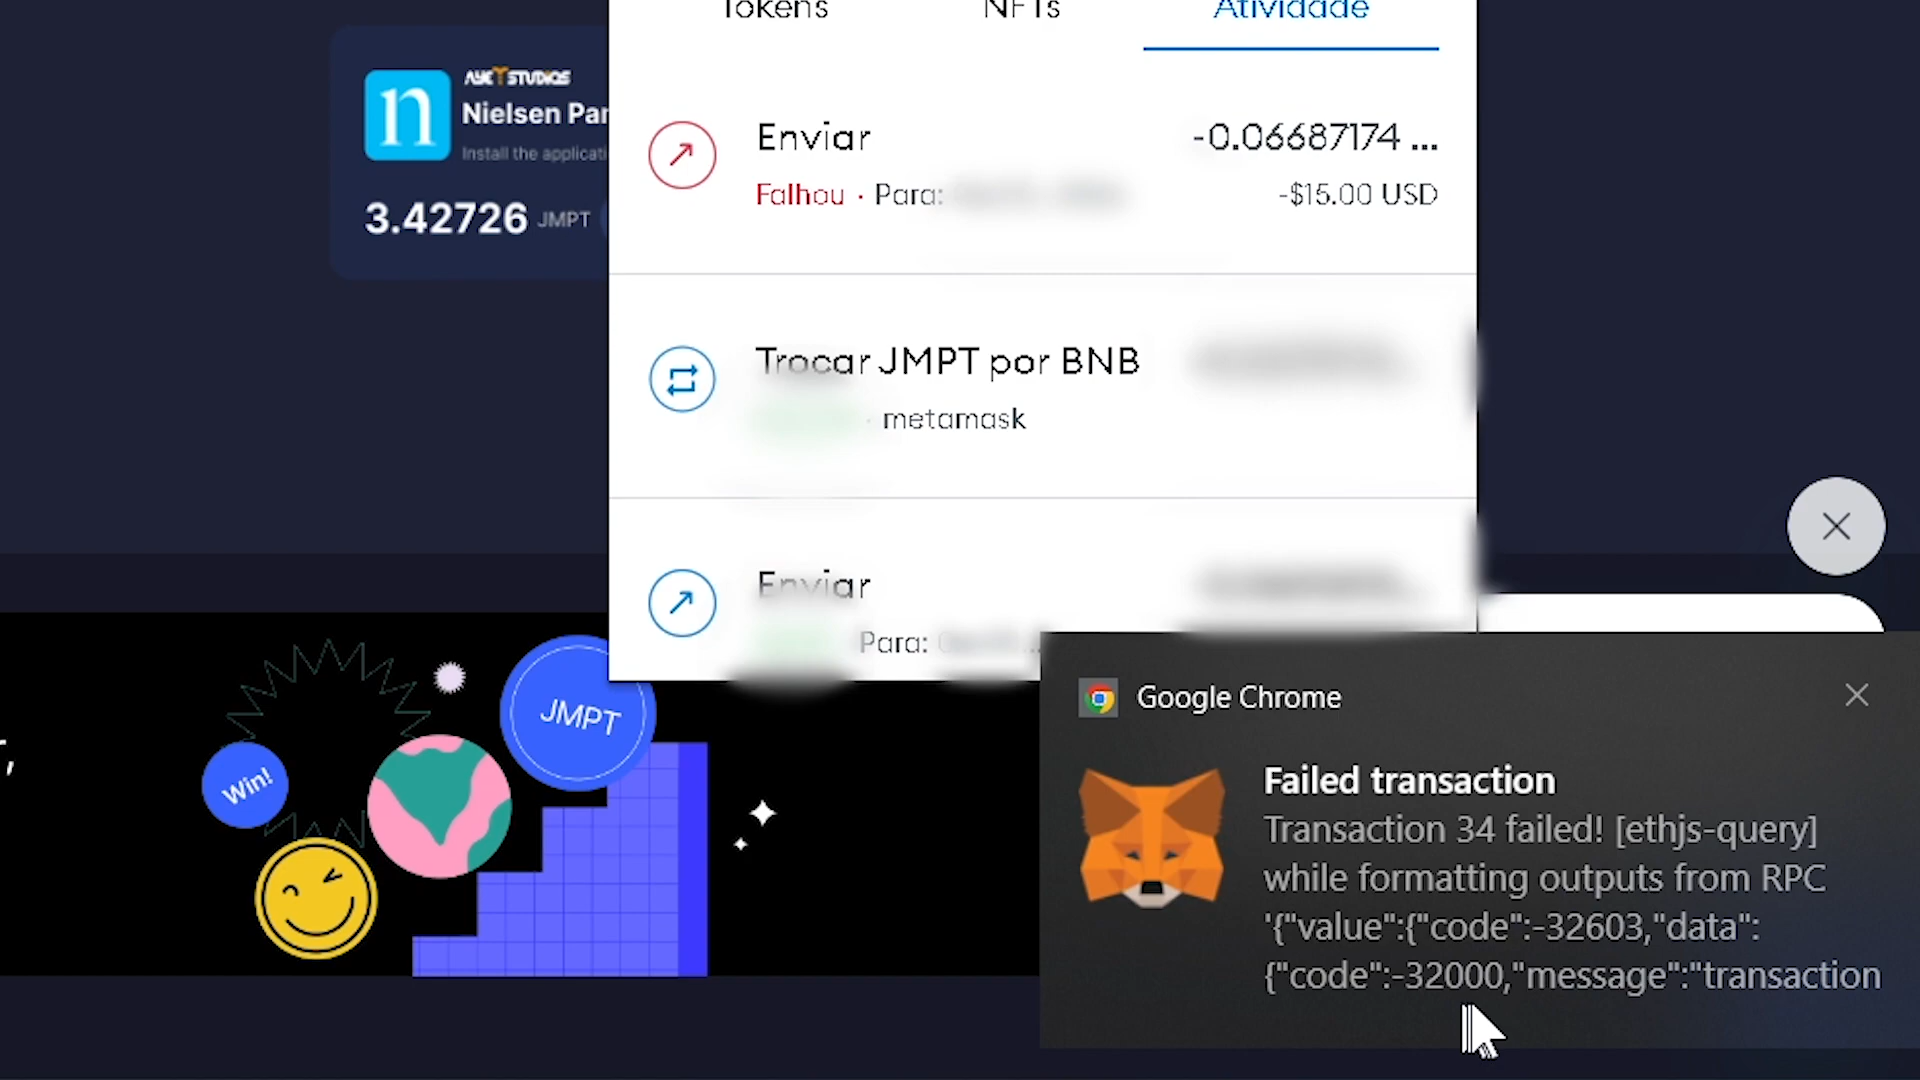 Tokens NFTs Atividade
AYE STUDIOS
Nielsen Par
Install the applicati
3.42726 JMPT
Enviar -0.06687174 ...
Falhou · Para: -$15.00 USD
Trocar JMPT por BNB
· metamask
Enviar
Para:
JMPT
Win!
Google Chrome
Failed transaction
Transaction 34 failed! [ethjs-query]
while formatting outputs from RPC
'{"value":{"code":-32603,"data":
{"code":-32000,"message":"transaction